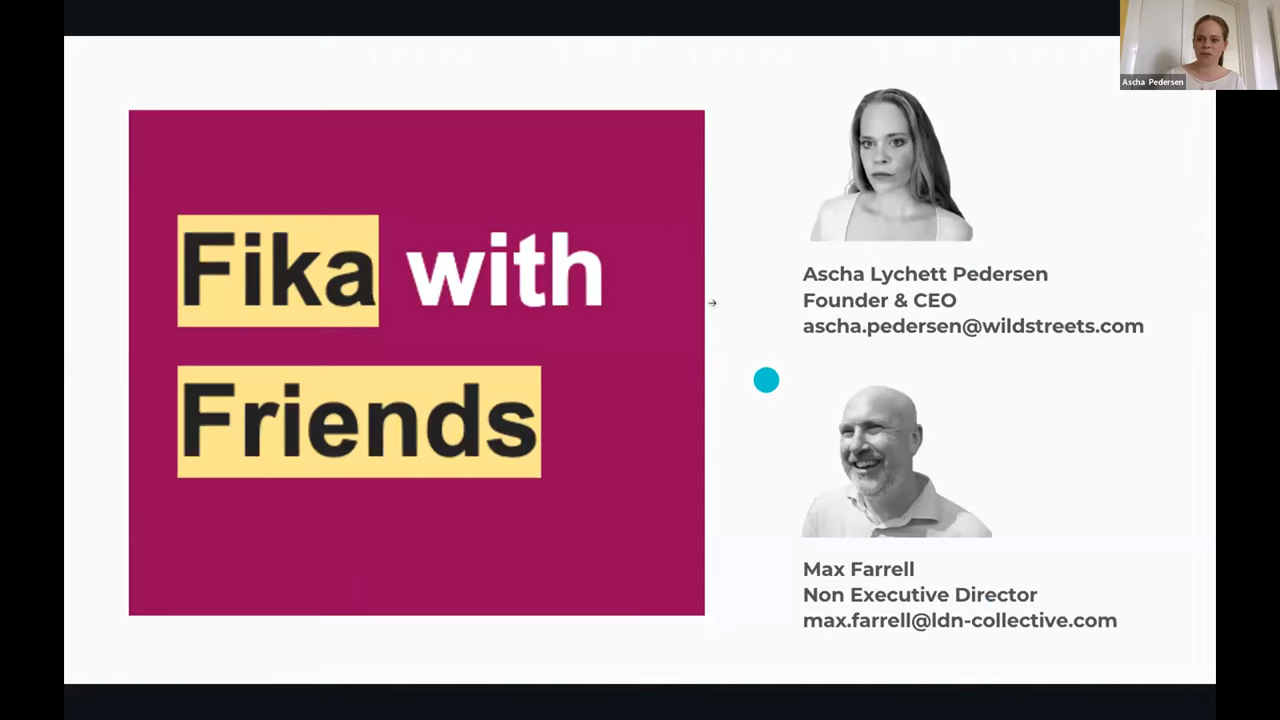 Ascha Pedersen
Fika with
Friends
Ascha Lychett Pedersen
Founder & CEO
ascha.pedersen@wildstreets.com
Max Farrell
Non Executive Director
max.farrell@ldn-collective.com